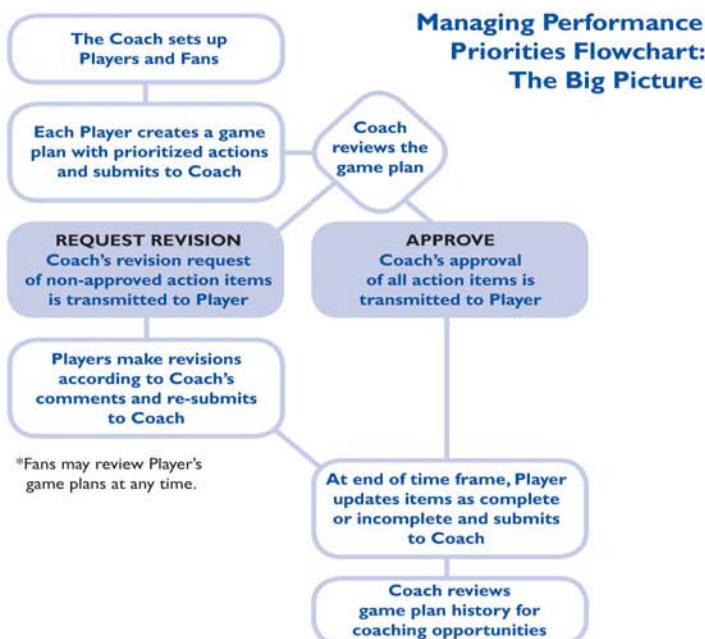 Managing Performance
Priorities Flowchart:
The Big Picture
The Coach sets up
Players and Fans
Each Player creates a game
plan with prioritized actions
and submits to Coach
Coach
reviews the
game plan
REQUEST REVISION
Coach's revision request
of non-approved action items
is transmitted to Player
APPROVE
Coach's approval
of all action items is
transmitted to Player
Players make revisions
according to Coach's
comments and re-submits
to Coach
*Fans may review Player's
game plans at any time.
At end of time frame, Player
updates items as complete
or incomplete and submits
to Coach
Coach reviews
game plan history for
coaching opportunities